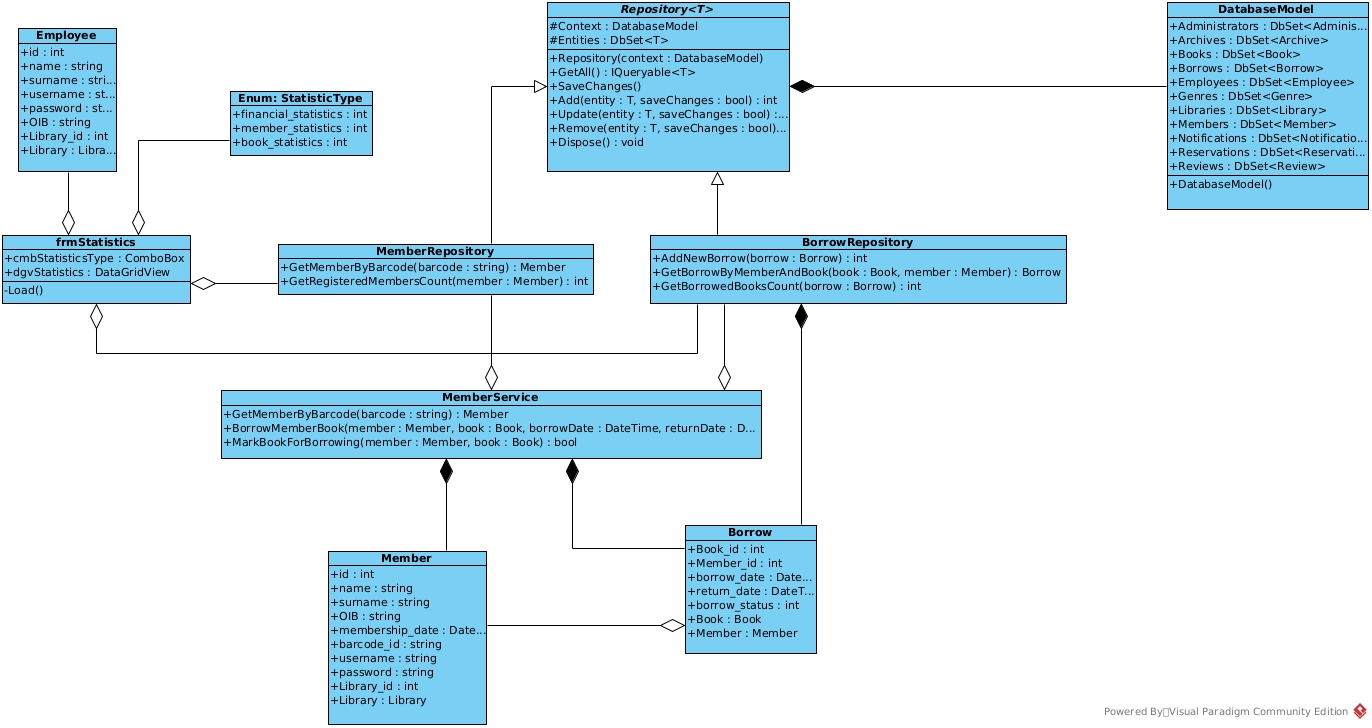 Employee
+id : int
+name : string
+surname : stri...
+username : st...
+password : st...
+OIB : string
+Library_id : int
+Library : Libra...
Enum: StatisticType
+financial_statistics : int
+member_statistics : int
+book_statistics : int
Repository<T>
#Context : DatabaseModel
#Entities : DbSet<T>
+Repository(context : DatabaseModel)
+GetAll() : IQueryable<T>
+SaveChanges()
+Add(entity : T, saveChanges : bool) : int
+Update(entity : T, saveChanges : bool) :...
+Remove(entity : T, saveChanges : bool)...
+Dispose() : void
DatabaseModel
+Administrators : DbSet<Adminis...
+Archives : DbSet<Archive>
+Books : DbSet<Book>
+Borrows : DbSet<Borrow>
+Employees : DbSet<Employee>
+Genres : DbSet<Genre>
+Libraries : DbSet<Library>
+Members : DbSet<Member>
+Notifications : DbSet<Notificatio...
+Reservations : DbSet<Reservati...
+Reviews : DbSet<Review>
+DatabaseModel()
frmStatistics
+cmbStatisticsType : ComboBox
+dgvStatistics : DataGridView
-Load()
MemberRepository
+GetMemberByBarcode(barcode : string) : Member
+GetRegisteredMembersCount(member : Member) : int
BorrowRepository
+AddNewBorrow(borrow : Borrow) : int
+GetBorrowByMemberAndBook(book : Book, member : Member) : Borrow
+GetBorrowedBooksCount(borrow : Borrow) : int
MemberService
+GetMemberByBarcode(barcode : string) : Member
+BorrowMemberBook(member : Member, book : Book, borrowDate : DateTime, returnDate : D...
+MarkBookForBorrowing(member : Member, book : Book) : bool
Member
+id : int
+name : string
+surname : string
+OIB : string
+membership_date : Date...
+barcode_id : string
+username : string
+password : string
+Library_id : int
+Library : Library
Borrow
+Book_id : int
+Member_id : int
+borrow_date : Date...
+return_date : DateT...
+borrow_status : int
+Book : Book
+Member : Member
Powered By Visual Paradigm Community Edition